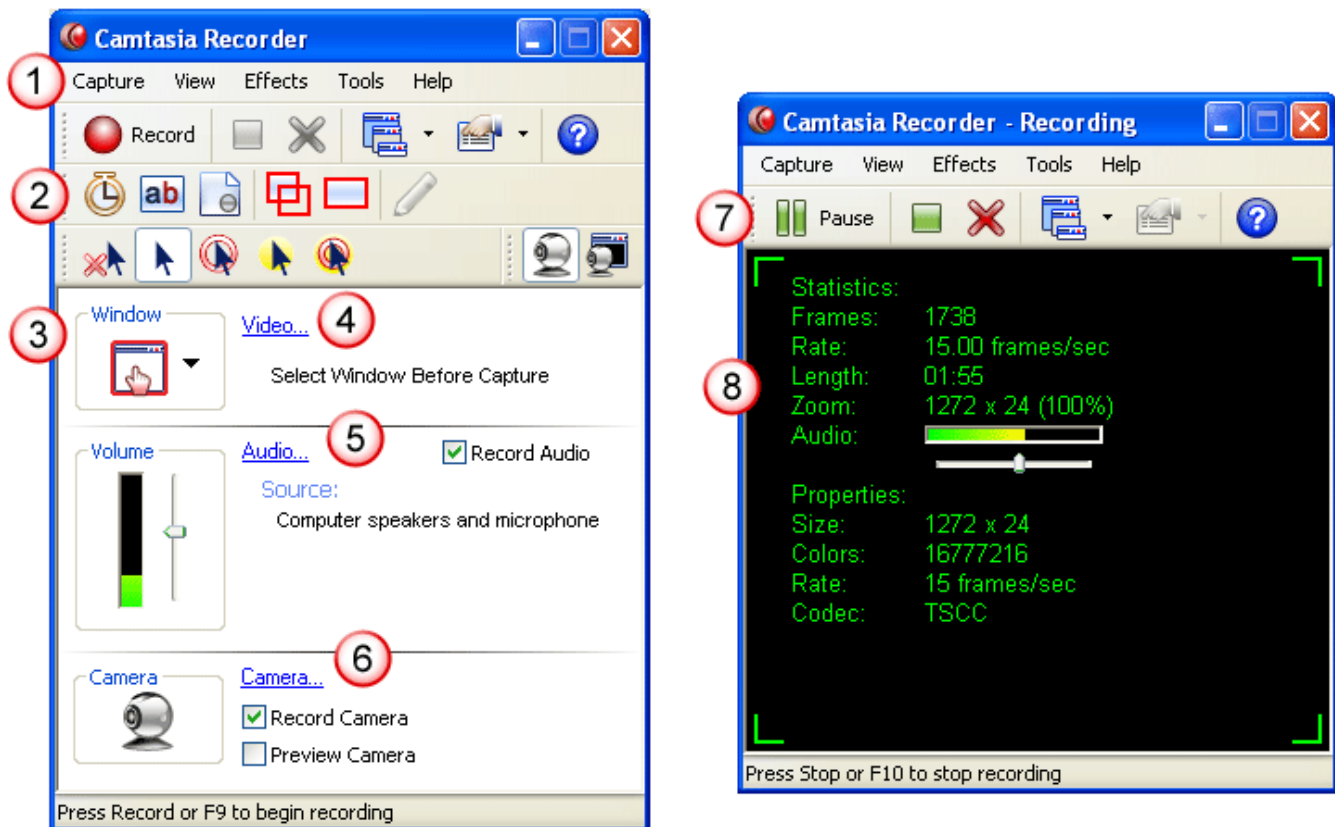 Camtasia Recorder
1
Capture View Effects Tools Help
Record
?
2
ab
3
Window
Video...
4
Select Window Before Capture
Volume
Audio...
5
Record Audio
Source:
Computer speakers and microphone
6
Camera
Camera...
Record Camera
Preview Camera
Press Record or F9 to begin recording
Camtasia Recorder - Recording
Capture View Effects Tools Help
7
Pause
?
8
Statistics:
Frames: 1738
Rate: 15.00 frames/sec
Length: 01:55
Zoom: 1272 x 24 (100%)
Audio:
Properties:
Size: 1272 x 24
Colors: 16777216
Rate: 15 frames/sec
Codec: TSCC
Press Stop or F10 to stop recording